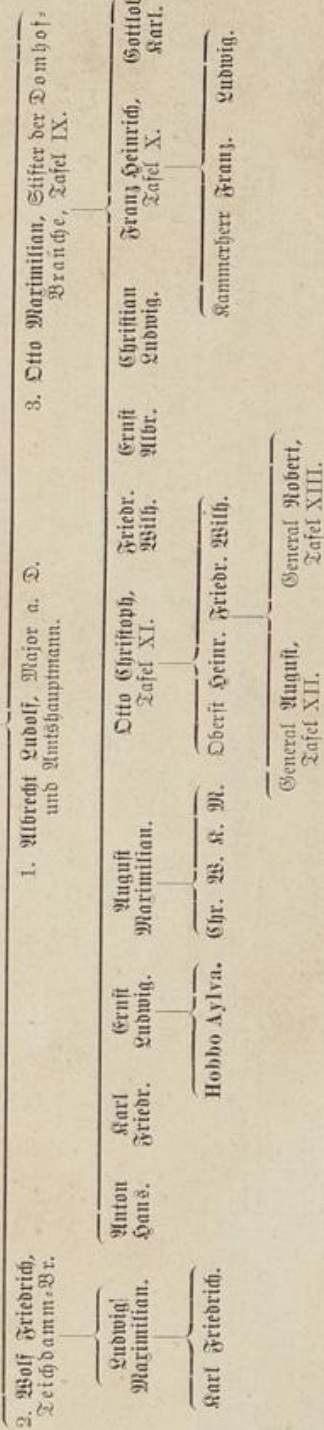 2. Wolf Friedrich,
Teichdamm-Br.
1. Albrecht Ludolf, Major a. D.
und Amtshauptmann.
3. Otto Maximilian, Stifter der Domhof-
Branche, Tafel IX.
Ludwig
Maximilian.
Anton
Hans.
Karl
Friedr.
Ernst
Ludwig.
August
Maximilian.
Otto Christoph,
Tafel XI.
Friedr.
Wilh.
Ernst
Albr.
Christian
Ludwig.
Franz Heinrich,
Tafel X.
Gottlob
Karl.
Karl Friedrich.
Hobbo Aylva.
Chr. W. K. M.
Oberst Heinr. Friedr. Wilh.
Kammerherr Franz. Ludwig.
General August,
Tafel XII.
General Robert,
Tafel XIII.